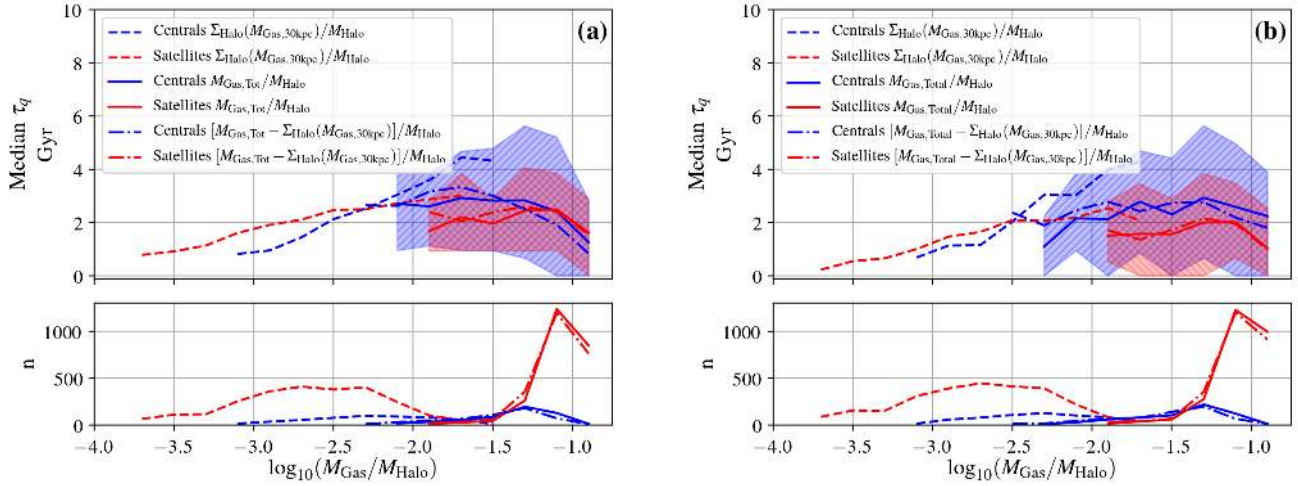 10
8
6
4
2
0
Median τq
Gyr
Centrals Σ_Halo(M_Gas,30kpc)/M_Halo
Satellites Σ_Halo(M_Gas,30kpc)/M_Halo
Centrals M_Gas,Tot/M_Halo
Satellites M_Gas,Tot/M_Halo
Centrals [M_Gas,Tot − Σ_Halo(M_Gas,30kpc)]/M_Halo
Satellites [M_Gas,Tot − Σ_Halo(M_Gas,30kpc)]/M_Halo
(a)
1000
500
0
n
−4.0 −3.5 −3.0 −2.5 −2.0 −1.5 −1.0
log10(M_Gas/M_Halo)
10
8
6
4
2
0
Median τq
Gyr
Centrals Σ_Halo(M_Gas,30kpc)/M_Halo
Satellites Σ_Halo(M_Gas,30kpc)/M_Halo
Centrals M_Gas,Total/M_Halo
Satellites M_Gas,Total/M_Halo
Centrals [M_Gas,Total − Σ_Halo(M_Gas,30kpc)]/M_Halo
Satellites [M_Gas,Total − Σ_Halo(M_Gas,30kpc)]/M_Halo
(b)
1000
500
0
n
−4.0 −3.5 −3.0 −2.5 −2.0 −1.5 −1.0
log10(M_Gas/M_Halo)